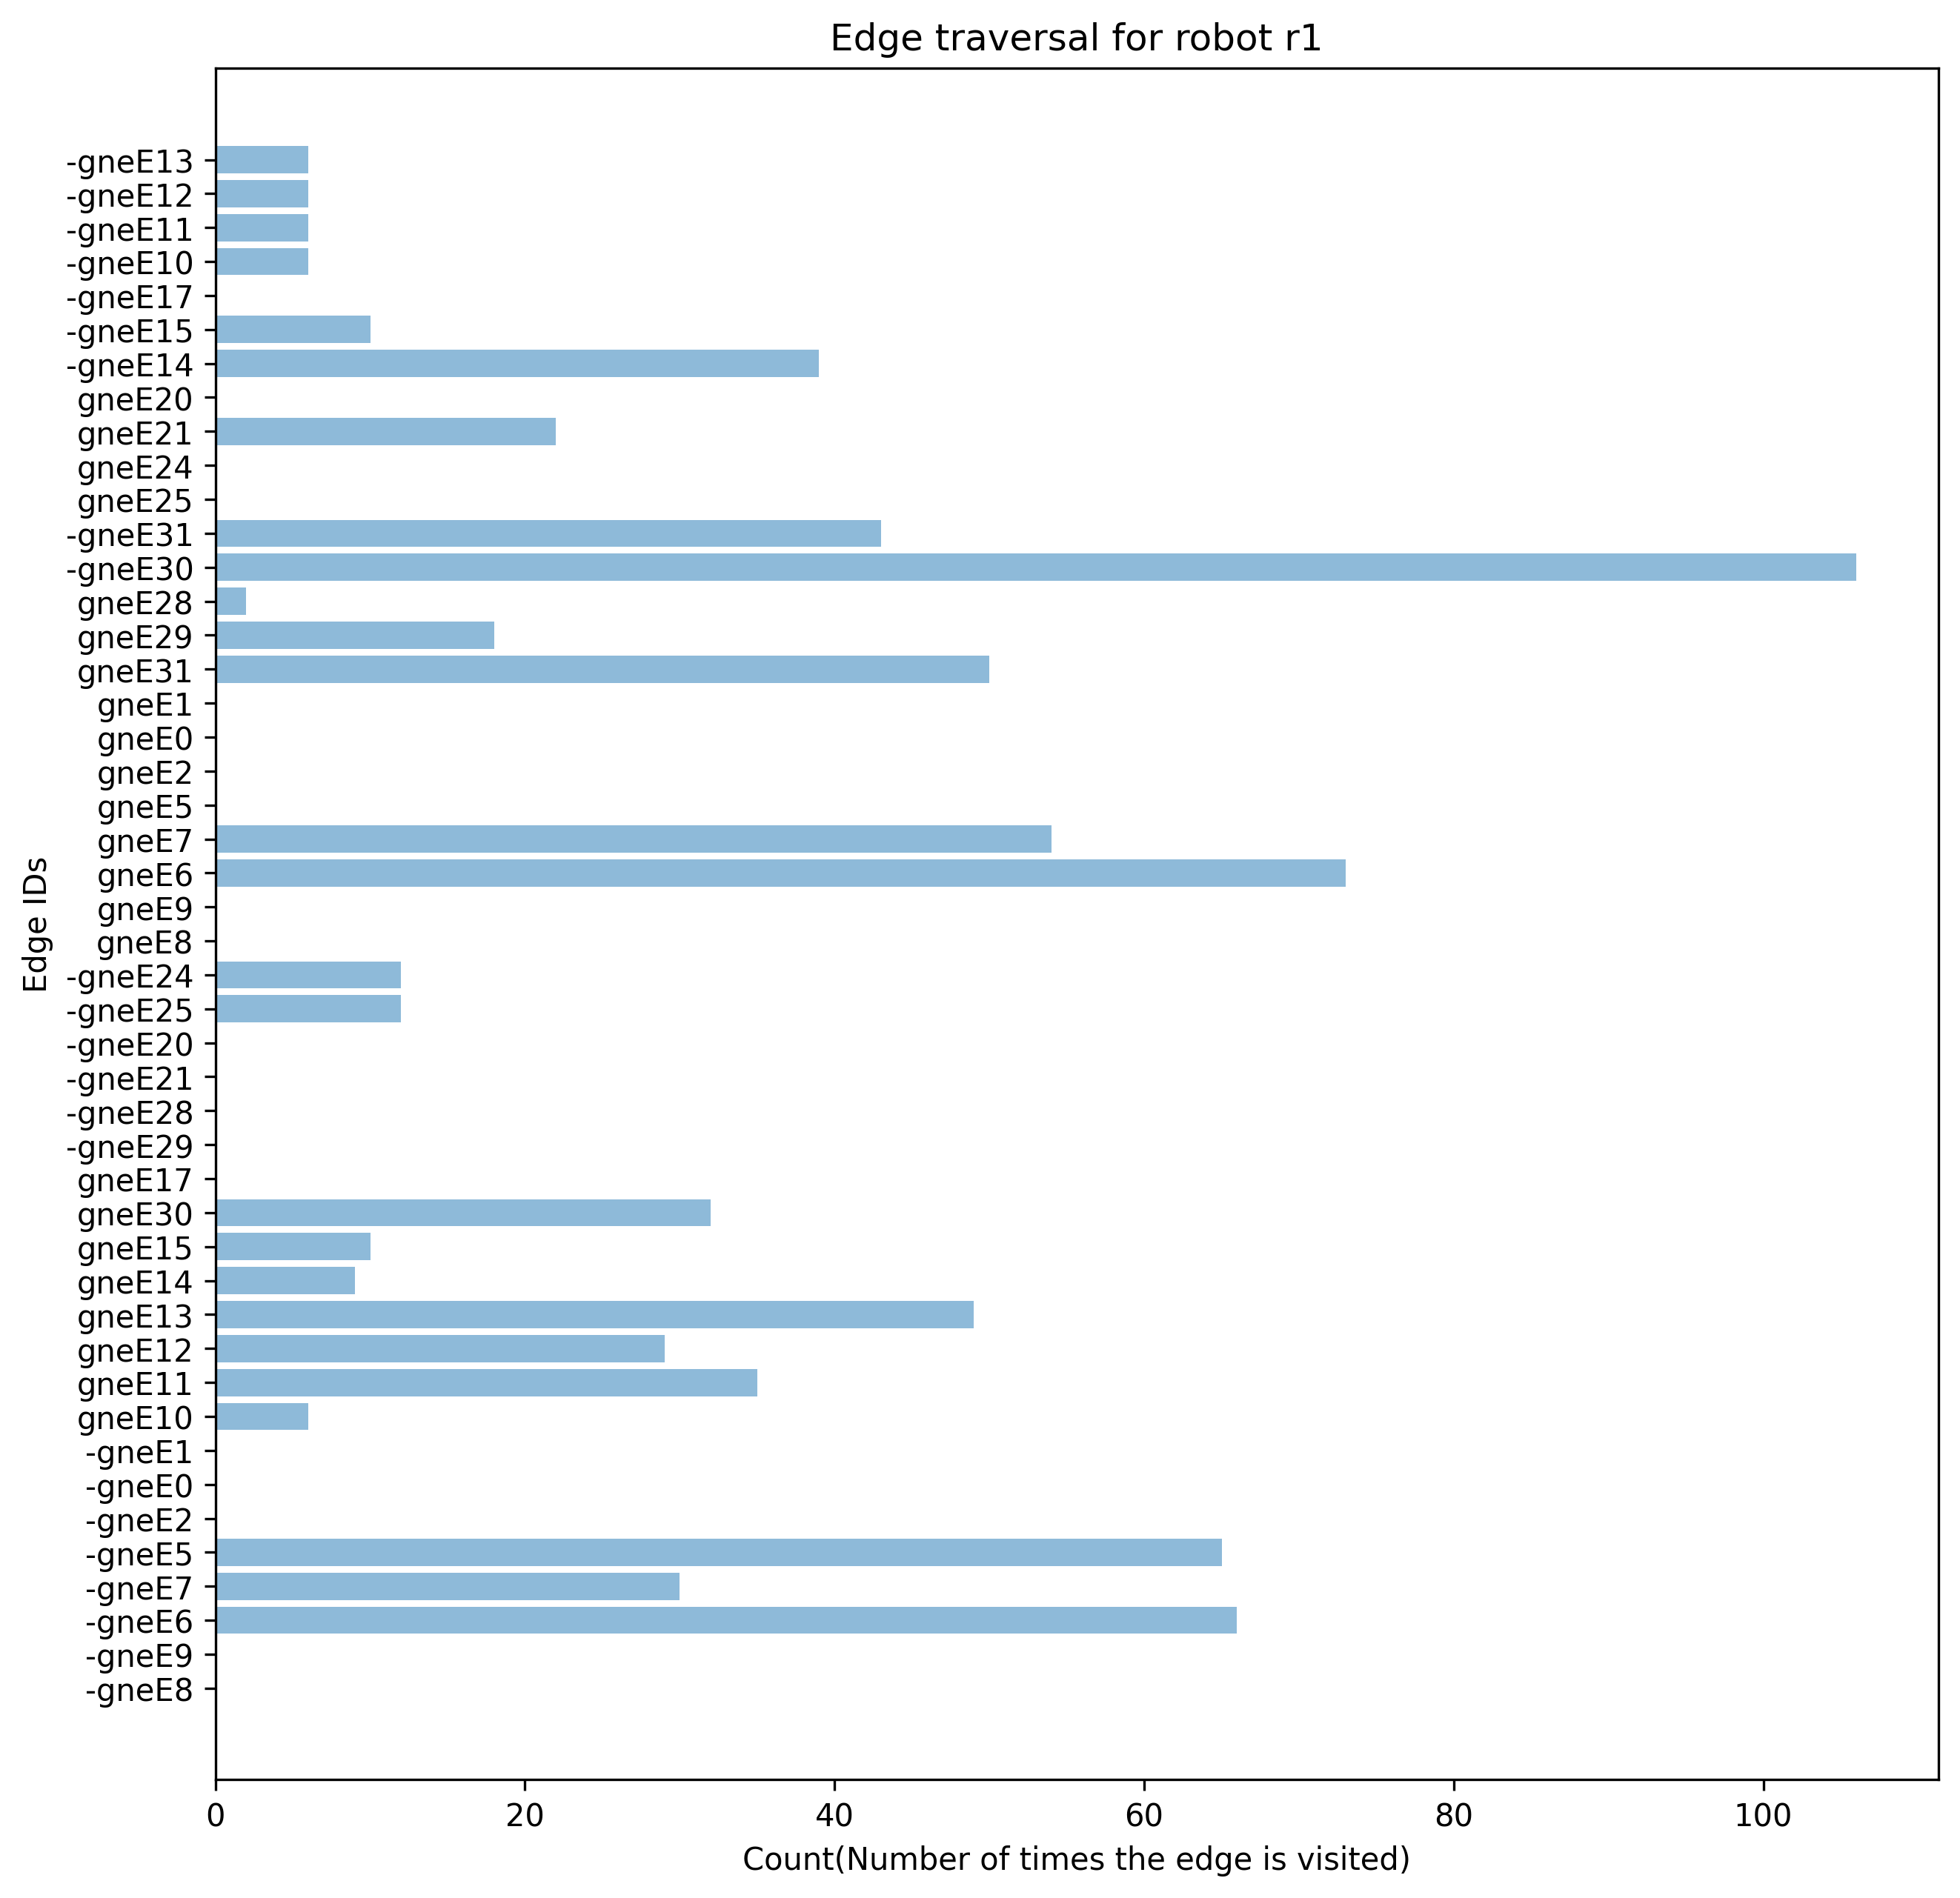 Edge traversal for robot r1
-gneE13
-gneE12
-gneE11
-gneE10
-gneE17
-gneE15
-gneE14
gneE20
gneE21
gneE24
gneE25
-gneE31
-gneE30
gneE28
gneE29
gneE31
gneE1
gneE0
gneE2
gneE5
gneE7
gneE6
gneE9
gneE8
-gneE24
-gneE25
-gneE20
-gneE21
-gneE28
-gneE29
gneE17
gneE30
gneE15
gneE14
gneE13
gneE12
gneE11
gneE10
-gneE1
-gneE0
-gneE2
-gneE5
-gneE7
-gneE6
-gneE9
-gneE8
Edge IDs
0 20 40 60 80 100
Count(Number of times the edge is visited)